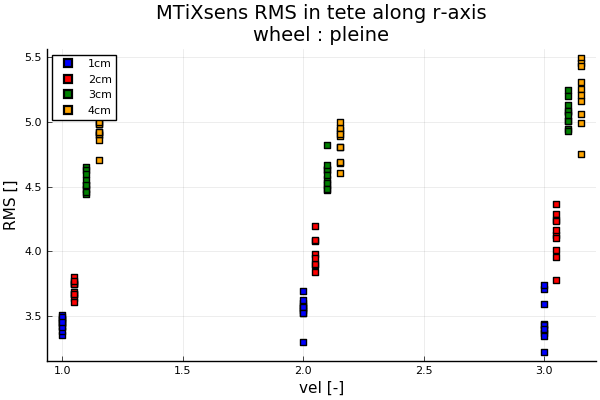 MTiXsens RMS in tete along r-axis
wheel : pleine
1cm
2cm
3cm
4cm
5.5
5.0
4.5
4.0
3.5
RMS []
1.0
1.5
2.0
2.5
3.0
vel [-]